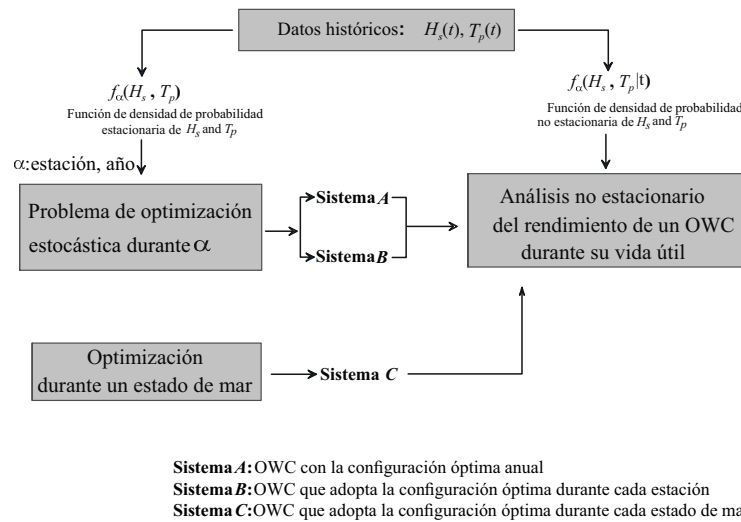 Datos históricos: Hs(t), Tp(t)
fα(Hs , Tp)
Función de densidad de probabilidad
estacionaria de Hs and Tp
fα(Hs , Tp|t)
Función de densidad de probabilidad
no estacionaria de Hs and Tp
α:estación, año
Problema de optimización
estocástica durante α
Sistema A
Sistema B
Análisis no estacionario
del rendimiento de un OWC
durante su vida útil
Optimización
durante un estado de mar
Sistema C
Sistema A: OWC con la configuración óptima anual
Sistema B: OWC que adopta la configuración óptima durante cada estación
Sistema C: OWC que adopta la configuración óptima durante cada estado de ma